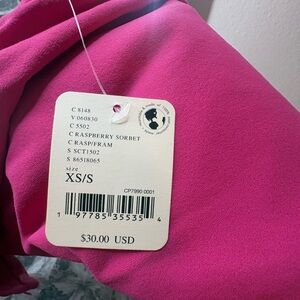 C 8148
V 060830
C 5502
C RASPBERRY SORBET
C RASP/FRAM
S SCT1502
S 86518065
size
XS/S
CP7990 0001
1 97785 35535 4
$30.00 USD